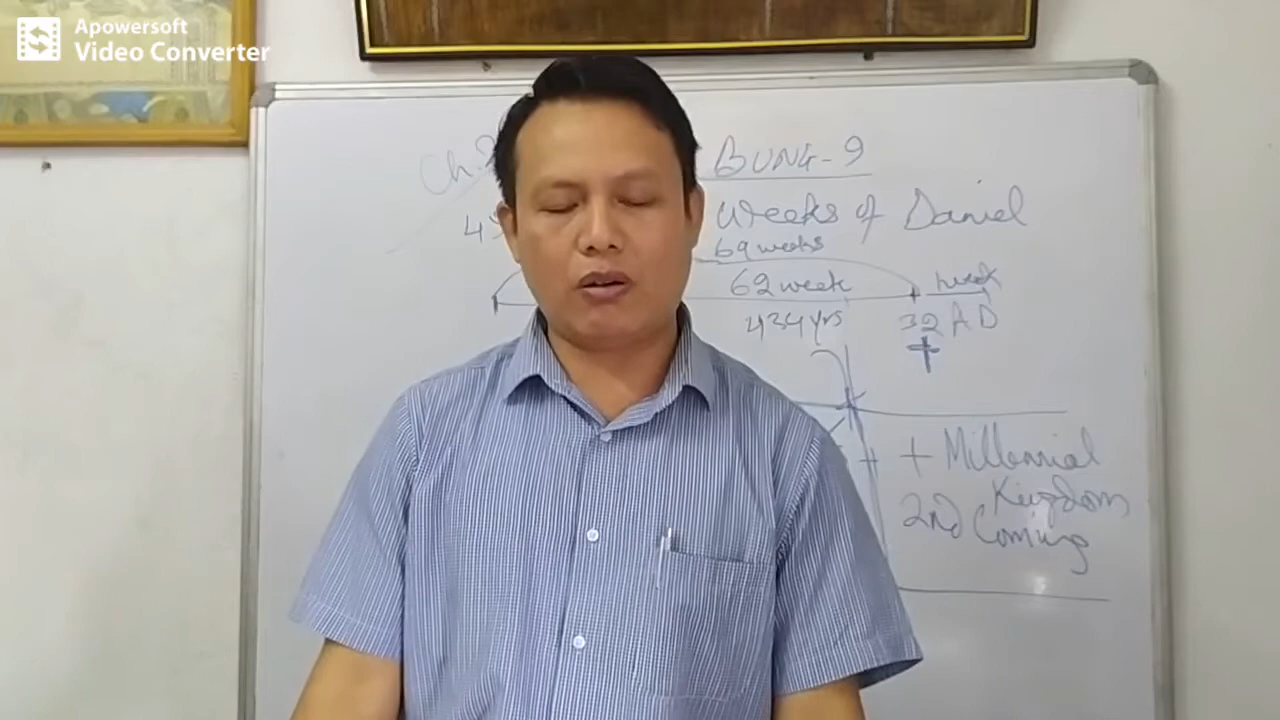 Apowersoft
Video Converter
BUNG-9
Weeks of Daniel
69 weeks
62 week
1 week
434 yrs
32 AD
+ Millennial
Kingdom
2nd Coming